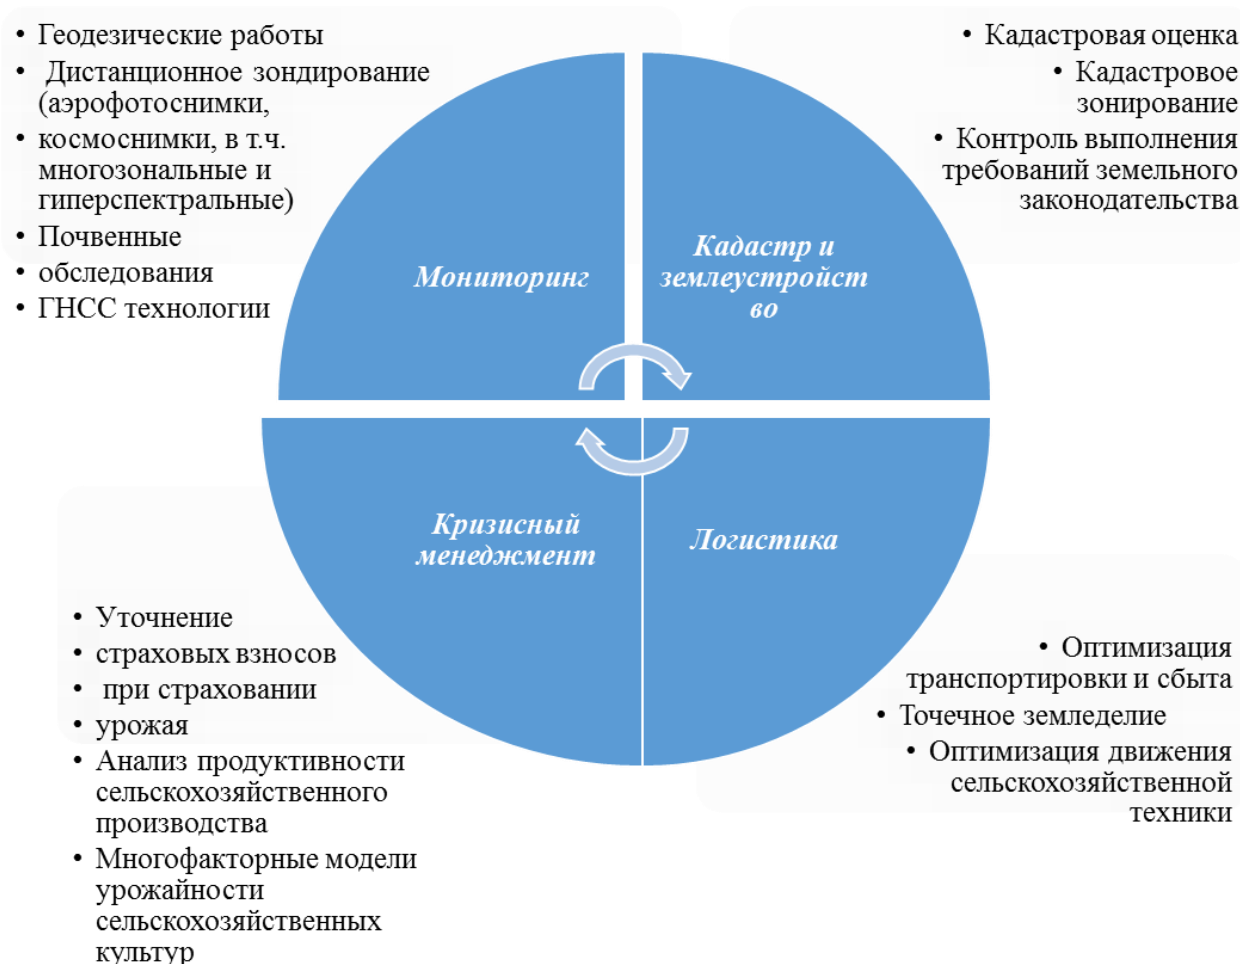 • Геодезические работы
• Дистанционное зондирование
(аэрофотоснимки,
• космоснимки, в т.ч.
многозональные и
гиперспектральные)
• Почвенные
• обследования
• ГНСС технологии
• Кадастровая оценка
• Кадастровое
зонирование
• Контроль выполнения
требований земельного
законодательства
Мониторинг
Кадастр и
землеустройст
во
Кризисный
менеджмент
Логистика
• Уточнение
• страховых взносов
• при страховании
• урожая
• Анализ продуктивности
сельскохозяйственного
производства
• Многофакторные модели
урожайности
сельскохозяйственных
культур
• Оптимизация
транспортировки и сбыта
• Точечное земледелие
• Оптимизация движения
сельскохозяйственной
техники